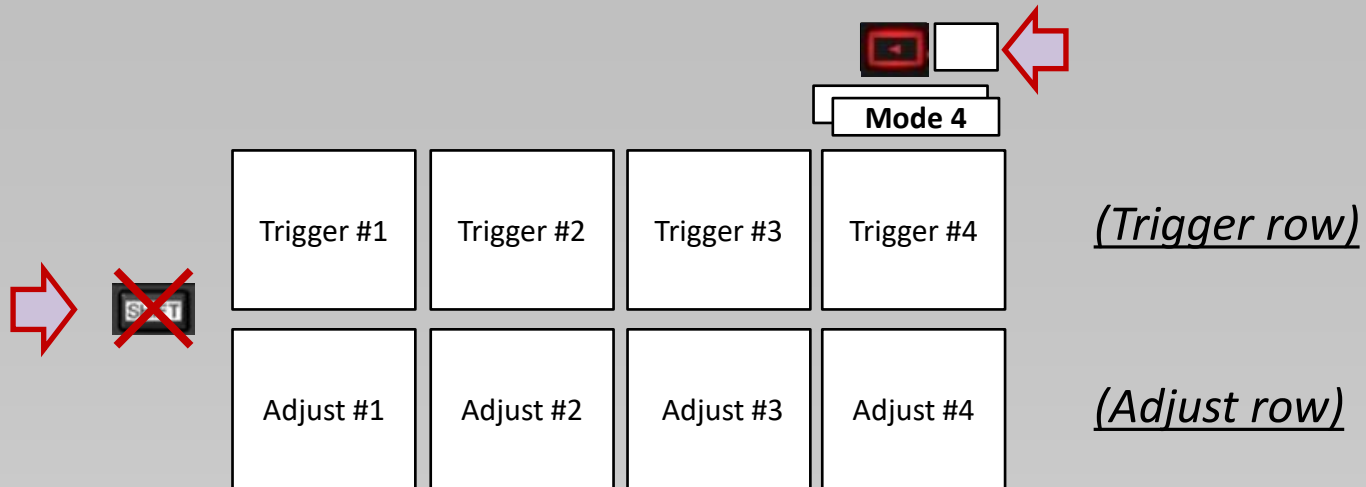 Mode 4
Trigger #1 Trigger #2 Trigger #3 Trigger #4
(Trigger row)
SHIFT
Adjust #1 Adjust #2 Adjust #3 Adjust #4
(Adjust row)